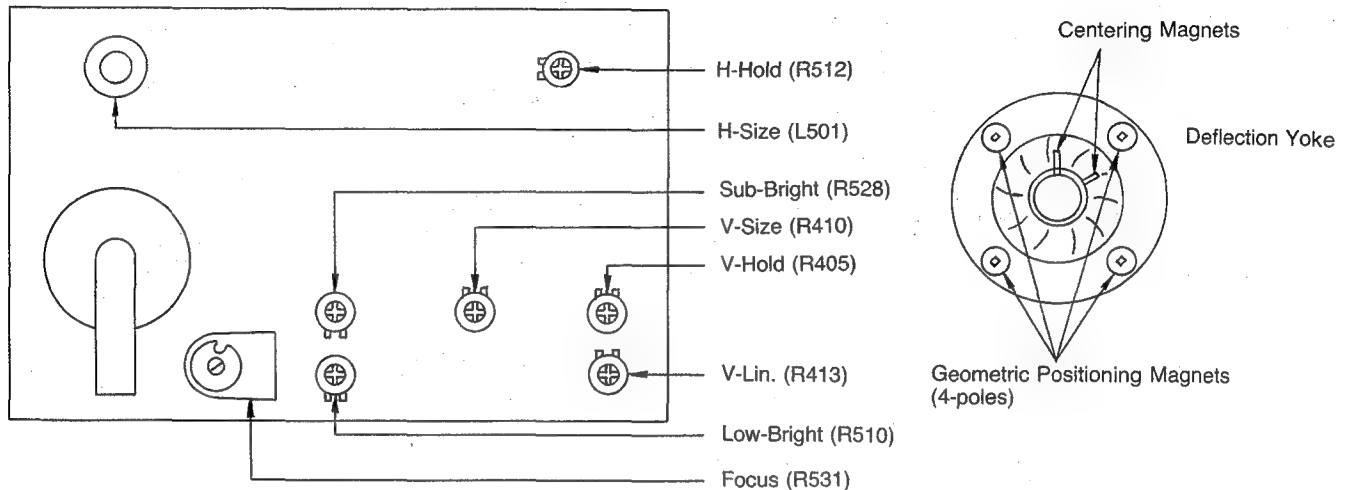 H-Hold (R512)
H-Size (L501)
Sub-Bright (R528)
V-Size (R410)
V-Hold (R405)
V-Lin. (R413)
Low-Bright (R510)
Focus (R531)
Centering Magnets
Deflection Yoke
Geometric Positioning Magnets
(4-poles)